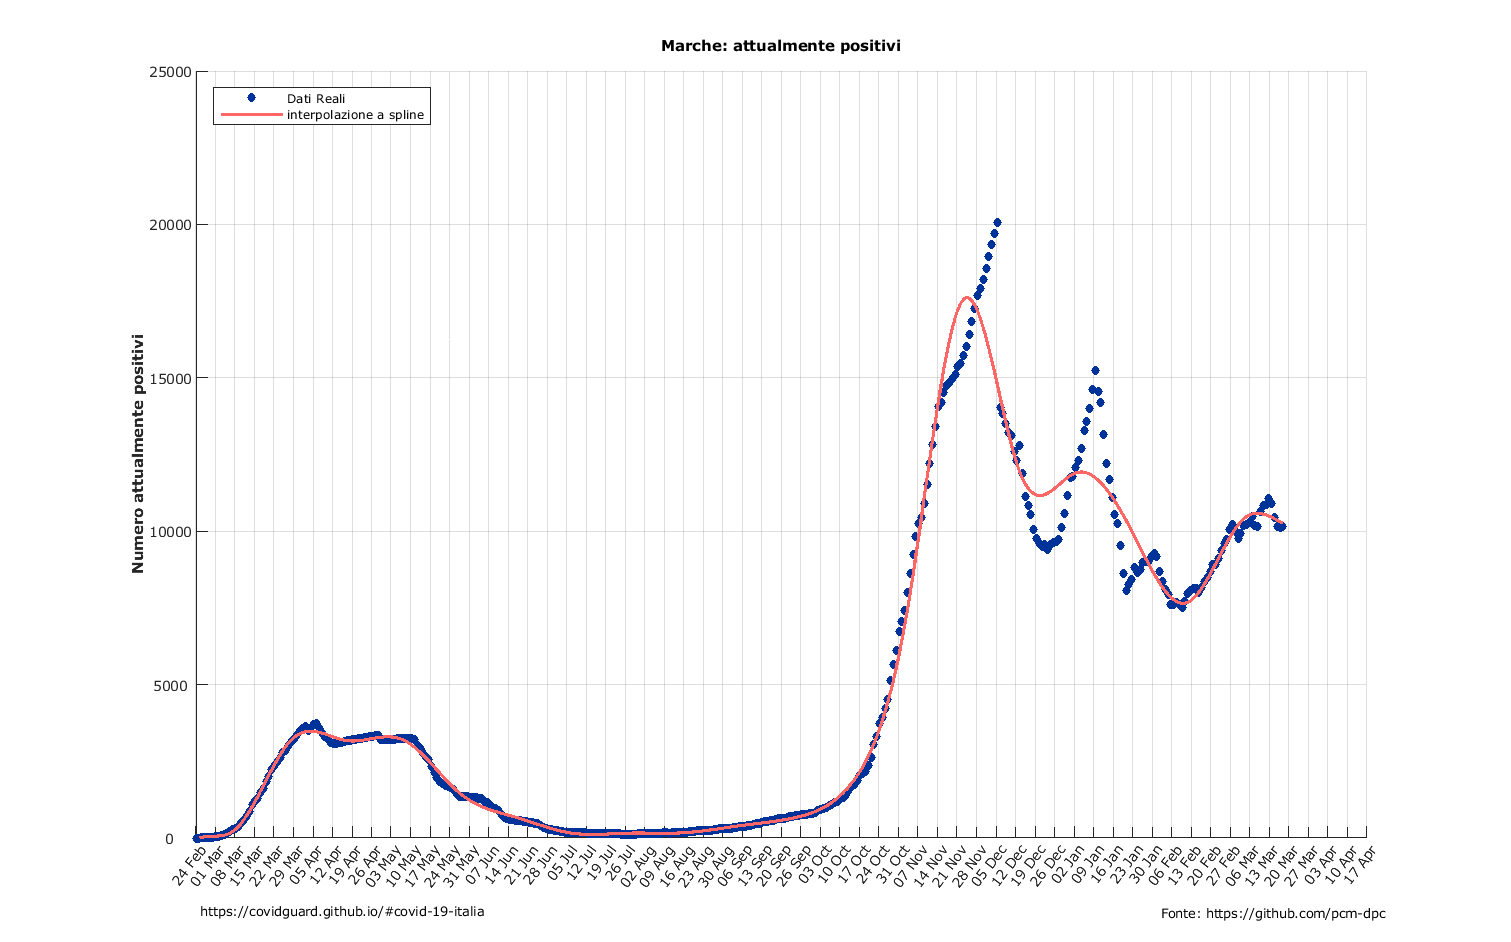 Marche: attualmente positivi
25000
20000
15000
10000
5000
0
Dati Reali
interpolazione a spline
Numero attualmente positivi
24 Feb
01 Mar
08 Mar
15 Mar
22 Mar
29 Mar
05 Apr
12 Apr
19 Apr
26 Apr
03 May
10 May
17 May
24 May
31 May
07 Jun
14 Jun
21 Jun
28 Jun
05 Jul
12 Jul
19 Jul
26 Jul
02 Aug
09 Aug
16 Aug
23 Aug
30 Aug
06 Sep
13 Sep
20 Sep
26 Sep
03 Oct
10 Oct
17 Oct
24 Oct
31 Oct
07 Nov
14 Nov
21 Nov
28 Nov
05 Dec
12 Dec
19 Dec
26 Dec
02 Jan
09 Jan
16 Jan
23 Jan
30 Jan
06 Feb
13 Feb
20 Feb
27 Feb
06 Mar
13 Mar
20 Mar
27 Mar
03 Apr
10 Apr
17 Apr
https://covidguard.github.io/#covid-19-italia
Fonte: https://github.com/pcm-dpc